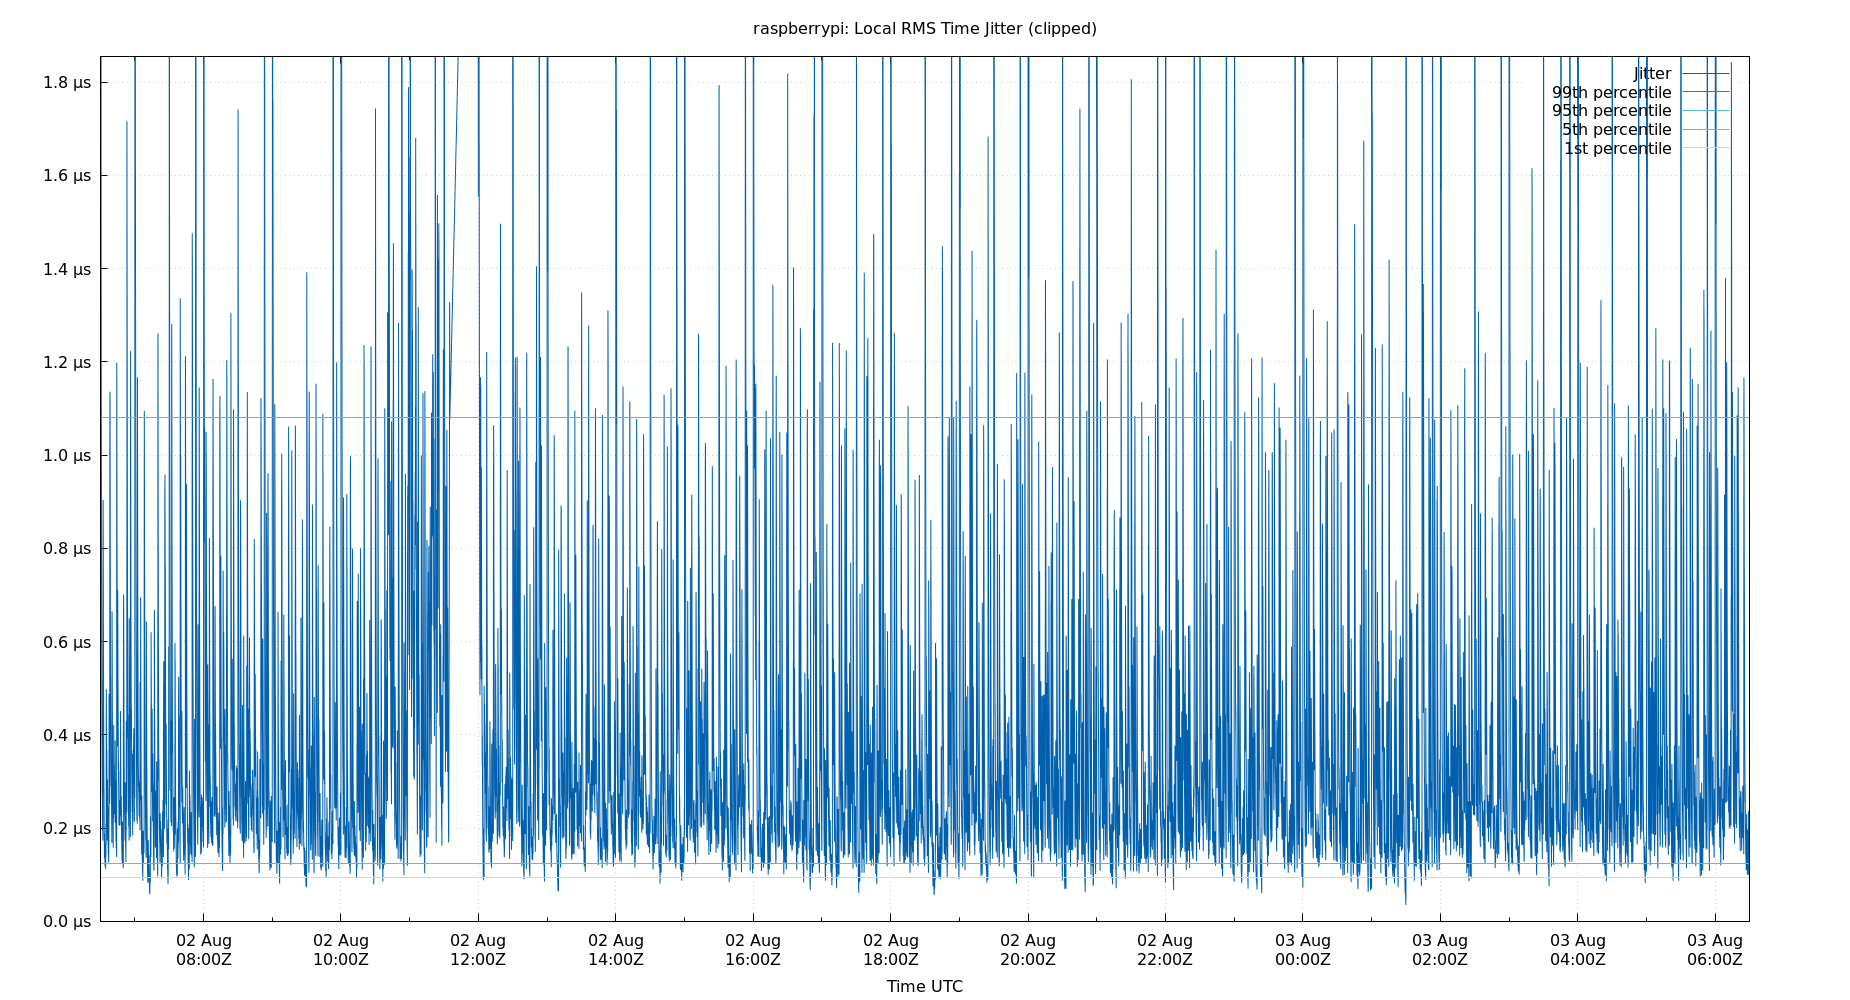 raspberrypi: Local RMS Time Jitter (clipped)
1.8 µs
1.6 µs
1.4 µs
1.2 µs
1.0 µs
0.8 µs
0.6 µs
0.4 µs
0.2 µs
0.0 µs
Jitter
99th percentile
95th percentile
5th percentile
1st percentile
02 Aug 02 Aug 02 Aug 02 Aug 02 Aug 02 Aug 02 Aug 02 Aug 03 Aug 03 Aug 03 Aug 03 Aug
08:00Z 10:00Z 12:00Z 14:00Z 16:00Z 18:00Z 20:00Z 22:00Z 00:00Z 02:00Z 04:00Z 06:00Z
Time UTC